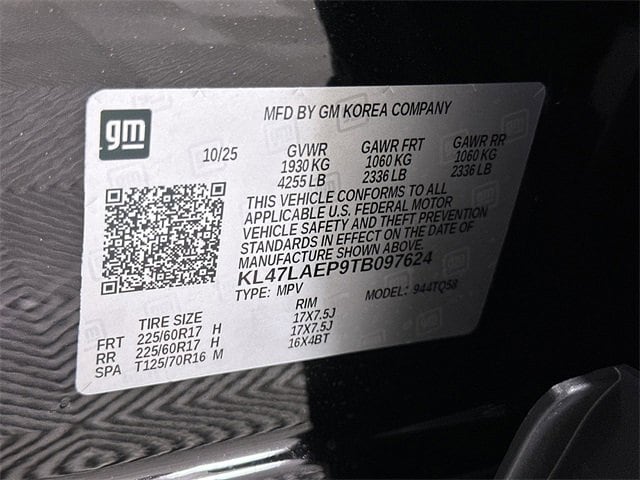 MFD BY GM KOREA COMPANY
gm
10/25
GVWR GAWR FRT GAWR RR
1930 KG 1060 KG 1060 KG
4255 LB 2336 LB 2336 LB
THIS VEHICLE CONFORMS TO ALL
APPLICABLE U.S. FEDERAL MOTOR
VEHICLE SAFETY AND THEFT PREVENTION
STANDARDS IN EFFECT ON THE DATE OF
MANUFACTURE SHOWN ABOVE.
KL47LAEP9TB097624
TYPE: MPV MODEL: 944TQ58
TIRE SIZE RIM
FRT 225/60R17 H 17X7.5J
RR 225/60R17 H 17X7.5J
SPA T125/70R16 M 16X4BT